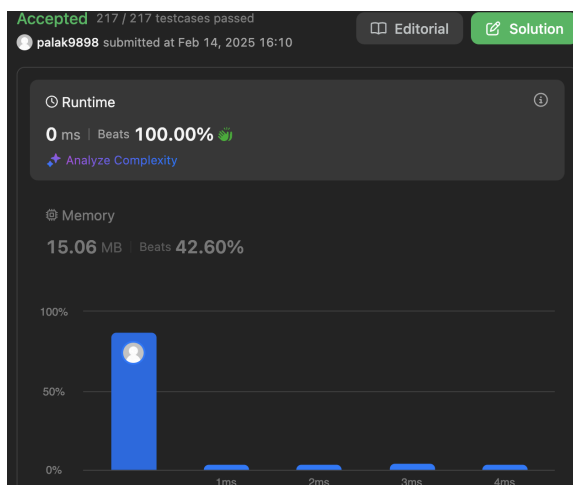 Accepted 217 / 217 testcases passed
Editorial
Solution
palak9898 submitted at Feb 14, 2025 16:10
Runtime
0 ms | Beats 100.00%
Analyze Complexity
Memory
15.06 MB | Beats 42.60%
100%
50%
0%
1ms 2ms 3ms 4ms